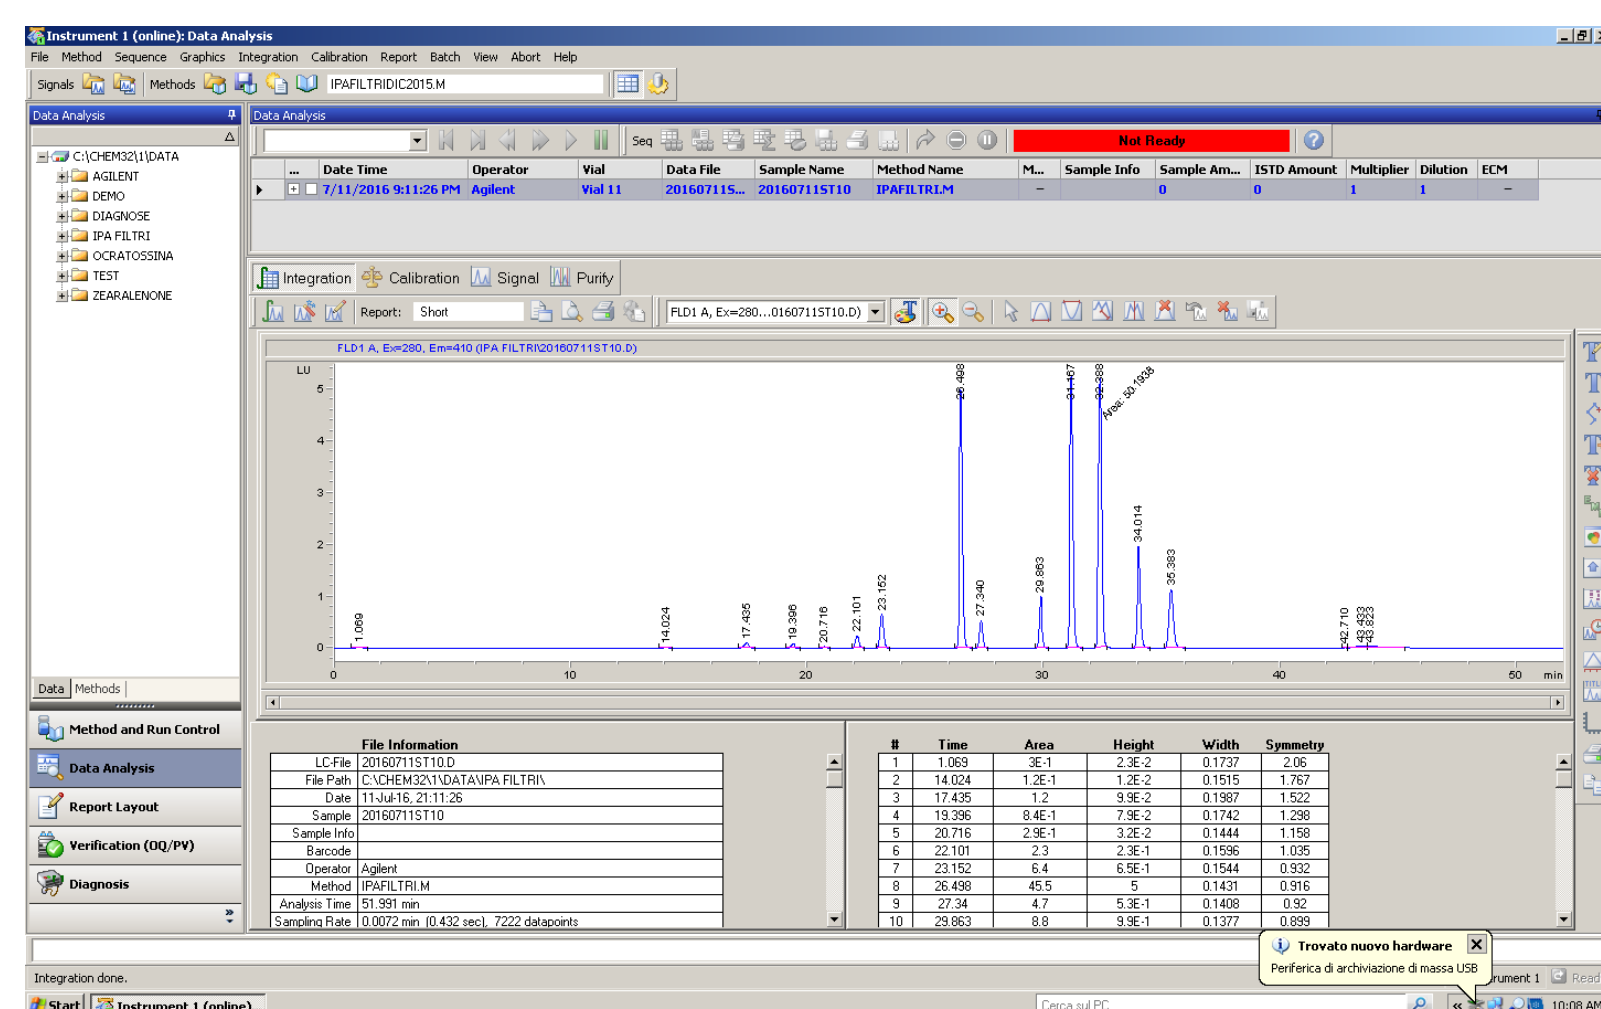 Instrument 1 (online): Data Analysis
File Method Sequence Graphics Integration Calibration Report Batch View Abort Help
Signals Methods IPAFILTRIDIC2015.M
Data Analysis
C:\CHEM32\1\DATA
AGILENT
DEMO
DIAGNOSE
IPA FILTRI
OCRATOSSINA
TEST
ZEARALENONE
Data Methods
Method and Run Control
Data Analysis
Report Layout
Verification (OQ/PV)
Diagnosis
Data Analysis
Seq Not Ready
... Date Time Operator Vial Data File Sample Name Method Name M... Sample Info Sample Am... ISTD Amount Multiplier Dilution ECM
7/11/2016 9:11:26 PM Agilent Vial 11 20160711S... 20160711ST10 IPAFILTRI.M - 0 0 1 1 -
Integration Calibration Signal Purify
Report: Short FLD1 A, Ex=280...0160711ST10.D)
FLD1 A, Ex=280, Em=410 (IPA FILTRI\20160711ST10.D)
LU
5
4
3
2
1
0
1.069
14.024
17.435
19.396
20.716
22.101
23.152
26.498
27.340
29.863
31.167
32.388
Area: 50.1938
34.014
35.383
42.710
43.433
43.823
0 10 20 30 40 50 min
File Information
LC-File 20160711ST10.D
File Path C:\CHEM32\1\DATA\IPA FILTRI\
Date 11-Jul-16, 21:11:26
Sample 20160711ST10
Sample Info
Barcode
Operator Agilent
Method IPAFILTRI.M
Analysis Time 51.991 min
Sampling Rate 0.0072 min (0.432 sec), 7222 datapoints
# Time Area Height Width Symmetry
1 1.069 3E-1 2.3E-2 0.1737 2.06
2 14.024 1.2E-1 1.2E-2 0.1515 1.767
3 17.435 1.2 9.9E-2 0.1987 1.522
4 19.396 8.4E-1 7.9E-2 0.1742 1.298
5 20.716 2.9E-1 3.2E-2 0.1444 1.158
6 22.101 2.3 2.3E-1 0.1596 1.035
7 23.152 6.4 6.5E-1 0.1544 0.932
8 26.498 45.5 5 0.1431 0.916
9 27.34 4.7 5.3E-1 0.1408 0.92
10 29.863 8.8 9.9E-1 0.1377 0.899
Trovato nuovo hardware
Periferica di archiviazione di massa USB
Integration done.
rument 1 Read
Start Instrument 1 (online)
Cerca sul PC
« 10:08 AM